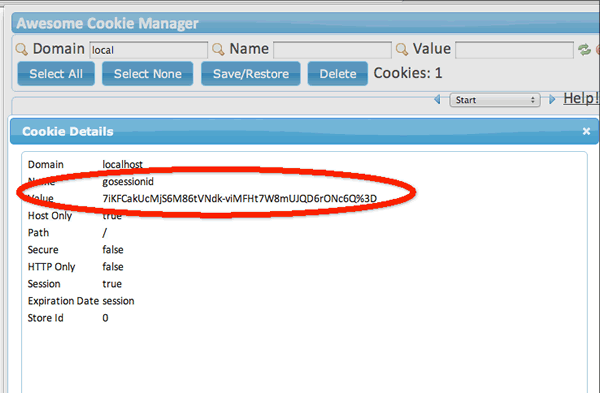 Awesome Cookie Manager
Domain local Name Value
Select All Select None Save/Restore Delete Cookies: 1
Start Help!
Cookie Details ×
Domain localhost
Name gosessionid
Value 7iKFCakUcMjS6M86tVNdk-viMFHt7W8mUJQD6rONc6Q%3D
Host Only true
Path /
Secure false
HTTP Only false
Session true
Expiration Date session
Store Id 0